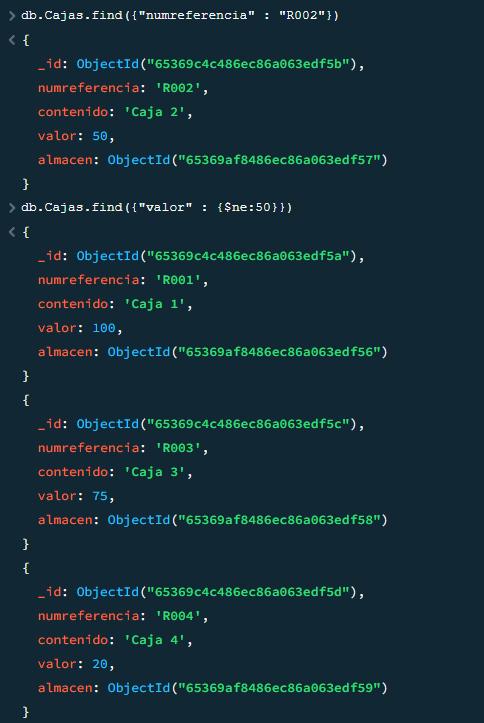 > db.Cajas.find({"numreferencia" : "R002"})
< {
_id: ObjectId("65369c4c486ec86a063edf5b"),
numreferencia: 'R002',
contenido: 'Caja 2',
valor: 50,
almacen: ObjectId("65369af8486ec86a063edf57")
}
> db.Cajas.find({"valor" : {$ne:50}})
< {
_id: ObjectId("65369c4c486ec86a063edf5a"),
numreferencia: 'R001',
contenido: 'Caja 1',
valor: 100,
almacen: ObjectId("65369af8486ec86a063edf56")
}
{
_id: ObjectId("65369c4c486ec86a063edf5c"),
numreferencia: 'R003',
contenido: 'Caja 3',
valor: 75,
almacen: ObjectId("65369af8486ec86a063edf58")
}
{
_id: ObjectId("65369c4c486ec86a063edf5d"),
numreferencia: 'R004',
contenido: 'Caja 4',
valor: 20,
almacen: ObjectId("65369af8486ec86a063edf59")
}